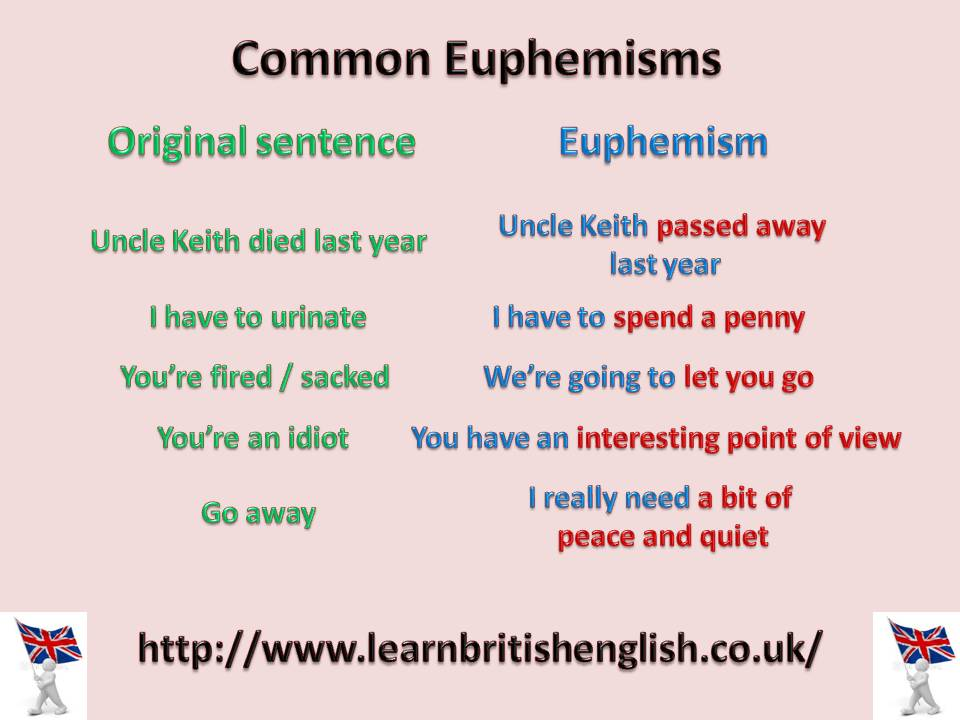 Common Euphemisms
Original sentence Euphemism
Uncle Keith died last year
Uncle Keith passed away
last year
I have to urinate I have to spend a penny
You’re fired / sacked We’re going to let you go
You’re an idiot You have an interesting point of view
Go away
I really need a bit of
peace and quiet
http://www.learnbritishenglish.co.uk/